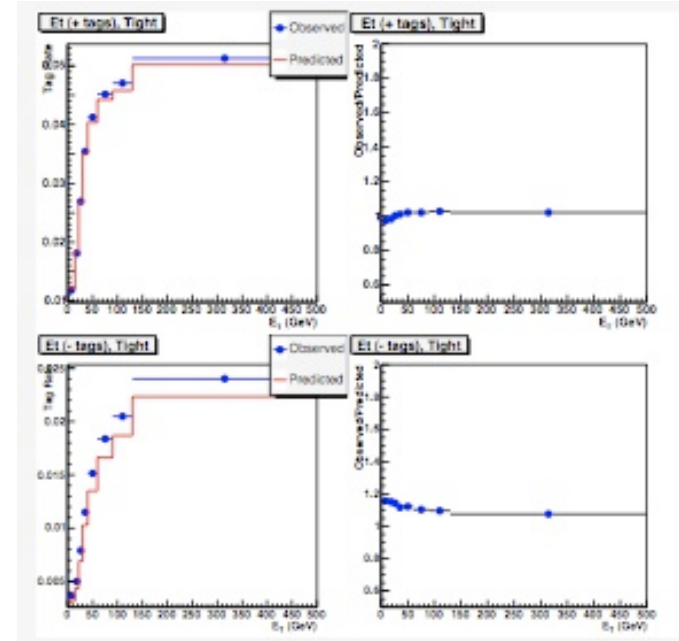 Et (+ tags), Tight
Observed
Predicted
Tag Rate
0.05
0.04
0.03
0.02
0.01
0 50 100 150 200 250 300 350 400 450 500
E_T (GeV)
Et (+ tags), Tight
Observed/Predicted
2
1.8
1.6
1.4
1.2
1
0.8
0.6
0 50 100 150 200 250 300 350 400 450 500
E_T (GeV)
Et (- tags), Tight
Observed
Predicted
Tag Rate
0.025
0.02
0.015
0.01
0.005
0 50 100 150 200 250 300 350 400 450 500
E_T (GeV)
Et (- tags), Tight
Observed/Predicted
2
1.8
1.6
1.4
1.2
1
0.8
0.6
0 50 100 150 200 250 300 350 400 450 500
E_T (GeV)